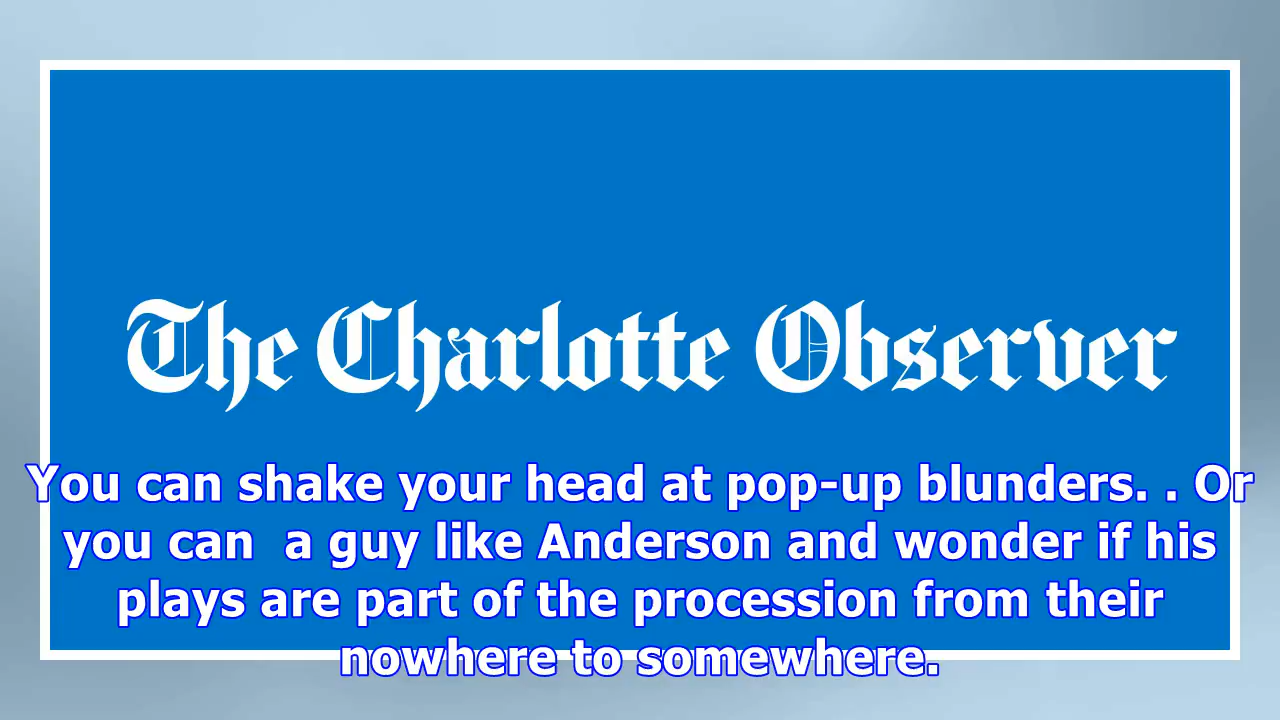 The Charlotte Observer
You can shake your head at pop-up blunders. . Or
you can  a guy like Anderson and wonder if his
plays are part of the procession from their
nowhere to somewhere.